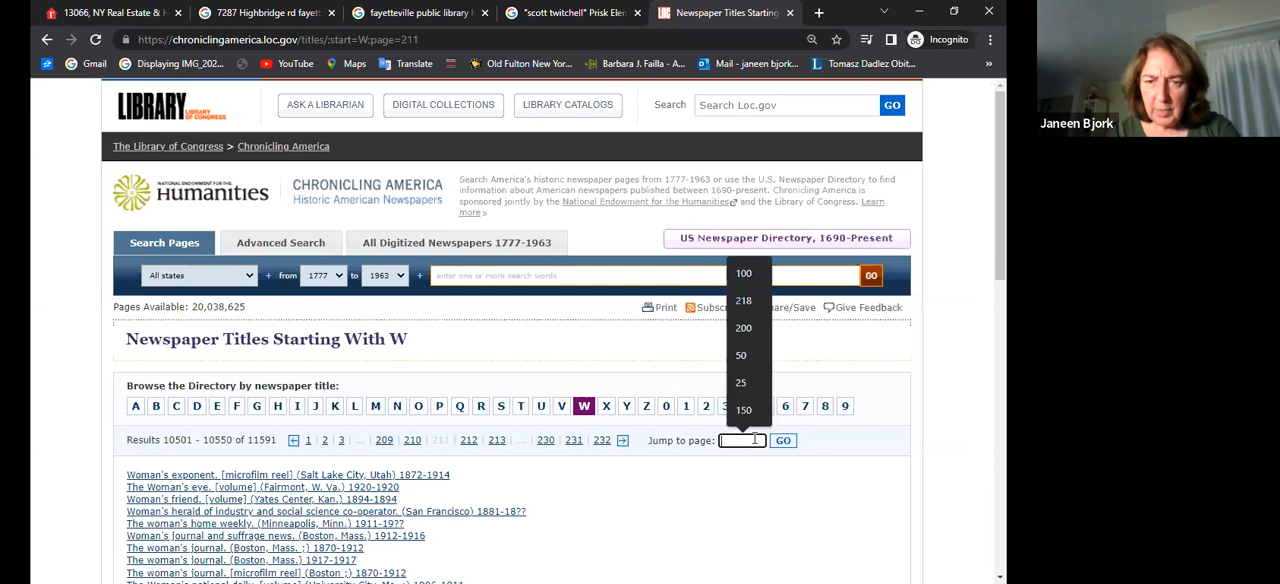 13066, NY Real Estate & H
7287 Highbridge rd fayett
fayetteville public library h
"scott twitchell" Prisk Elem
Newspaper Titles Starting
https://chroniclingamerica.loc.gov/titles/;start=W;page=211
Incognito
Gmail
Displaying IMG_202...
YouTube
Maps
Translate
Old Fulton New Yor...
Barbara J. Failla - A...
Mail - janeen bjork...
Tomasz Dadlez Obit...
»
Janeen Bjork
LIBRARY
OF CONGRESS
ASK A LIBRARIAN
DIGITAL COLLECTIONS
LIBRARY CATALOGS
Search
Search Loc.gov
GO
The Library of Congress > Chronicling America
NATIONAL ENDOWMENT FOR THE
Humanities
CHRONICLING AMERICA
Historic American Newspapers
Search America's historic newspaper pages from 1777-1963 or use the U.S. Newspaper Directory to find
information about American newspapers published between 1690-present. Chronicling America is
sponsored jointly by the National Endowment for the Humanities and the Library of Congress. Learn
more »
Search Pages
Advanced Search
All Digitized Newspapers 1777-1963
US Newspaper Directory, 1690-Present
All states + from 1777 to 1963 + enter one or more search words GO
Pages Available: 20,038,625
Print
Subsc
are/Save
Give Feedback
Newspaper Titles Starting With W
Browse the Directory by newspaper title:
A B C D E F G H I J K L M N O P Q R S T U V W X Y Z 0 1 2 3 6 7 8 9
100
218
200
50
25
150
Results 10501 - 10550 of 11591
1 | 2 | 3 | ... | 209 | 210 | 211 | 212 | 213 | ... | 230 | 231 | 232
Jump to page:
GO
Woman's exponent. [microfilm reel] (Salt Lake City, Utah) 1872-1914
The Woman's eye. [volume] (Fairmont, W. Va.) 1920-1920
Woman's friend. [volume] (Yates Center, Kan.) 1894-1894
Woman's herald of industry and social science co-operator. (San Francisco) 1881-18??
The woman's home weekly. (Minneapolis, Minn.) 1911-19??
Woman's journal and suffrage news. (Boston, Mass.) 1912-1916
The woman's journal. (Boston, Mass. ;) 1870-1912
The woman's journal. (Boston, Mass.) 1917-1917
The woman's journal. [microfilm reel] (Boston ;) 1870-1912